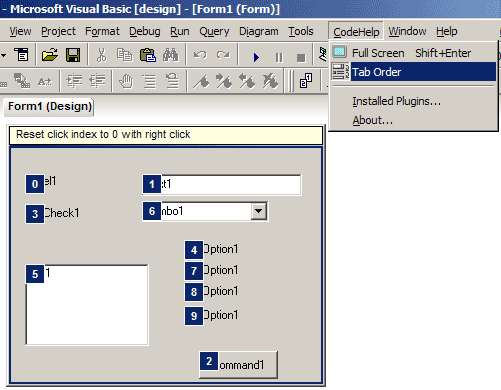 - Microsoft Visual Basic [design] - [Form1 (Form)]
View Project Format Debug Run Query Diagram Tools CodeHelp Window Help
Full Screen Shift+Enter
Tab Order
Installed Plugins...
About...
Form1 (Design)
Reset click index to 0 with right click
0 el1 1 t1
3 Check1 6 mbo1
4 Option1
5 1 7 Option1
8 Option1
9 Option1
2 ommand1